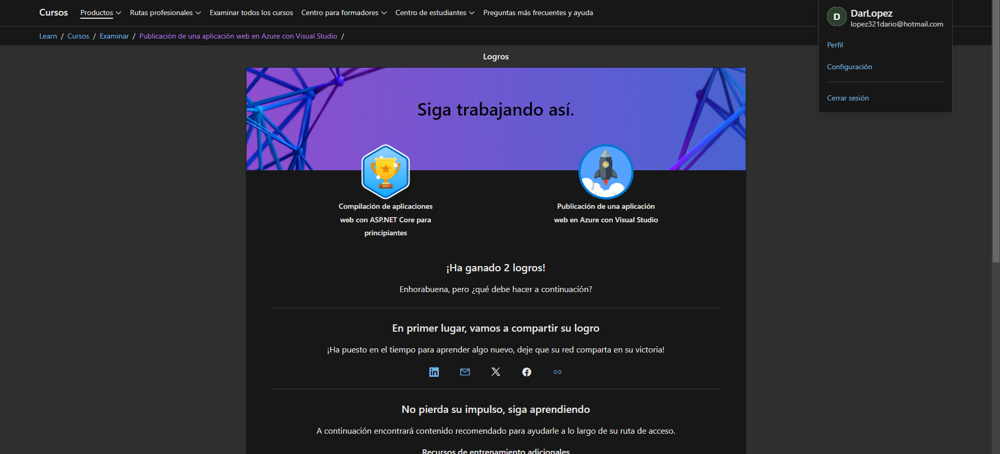 Cursos Productos Rutas profesionales Examinar todos los cursos Centro para formadores Centro de estudiantes Preguntas más frecuentes y ayuda
D DarLopez
lopez321dario@hotmail.com
Learn / Cursos / Examinar / Publicación de una aplicación web en Azure con Visual Studio /
Perfil
Configuración
Cerrar sesión
Logros
Siga trabajando así.
Compilación de aplicaciones
web con ASP.NET Core para
principiantes
Publicación de una aplicación
web en Azure con Visual Studio
¡Ha ganado 2 logros!
Enhorabuena, pero ¿qué debe hacer a continuación?
En primer lugar, vamos a compartir su logro
¡Ha puesto en el tiempo para aprender algo nuevo, deje que su red comparta en su victoria!
No pierda su impulso, siga aprendiendo
A continuación encontrará contenido recomendado para ayudarle a lo largo de su ruta de acceso.
Recursos de entrenamiento adicionales